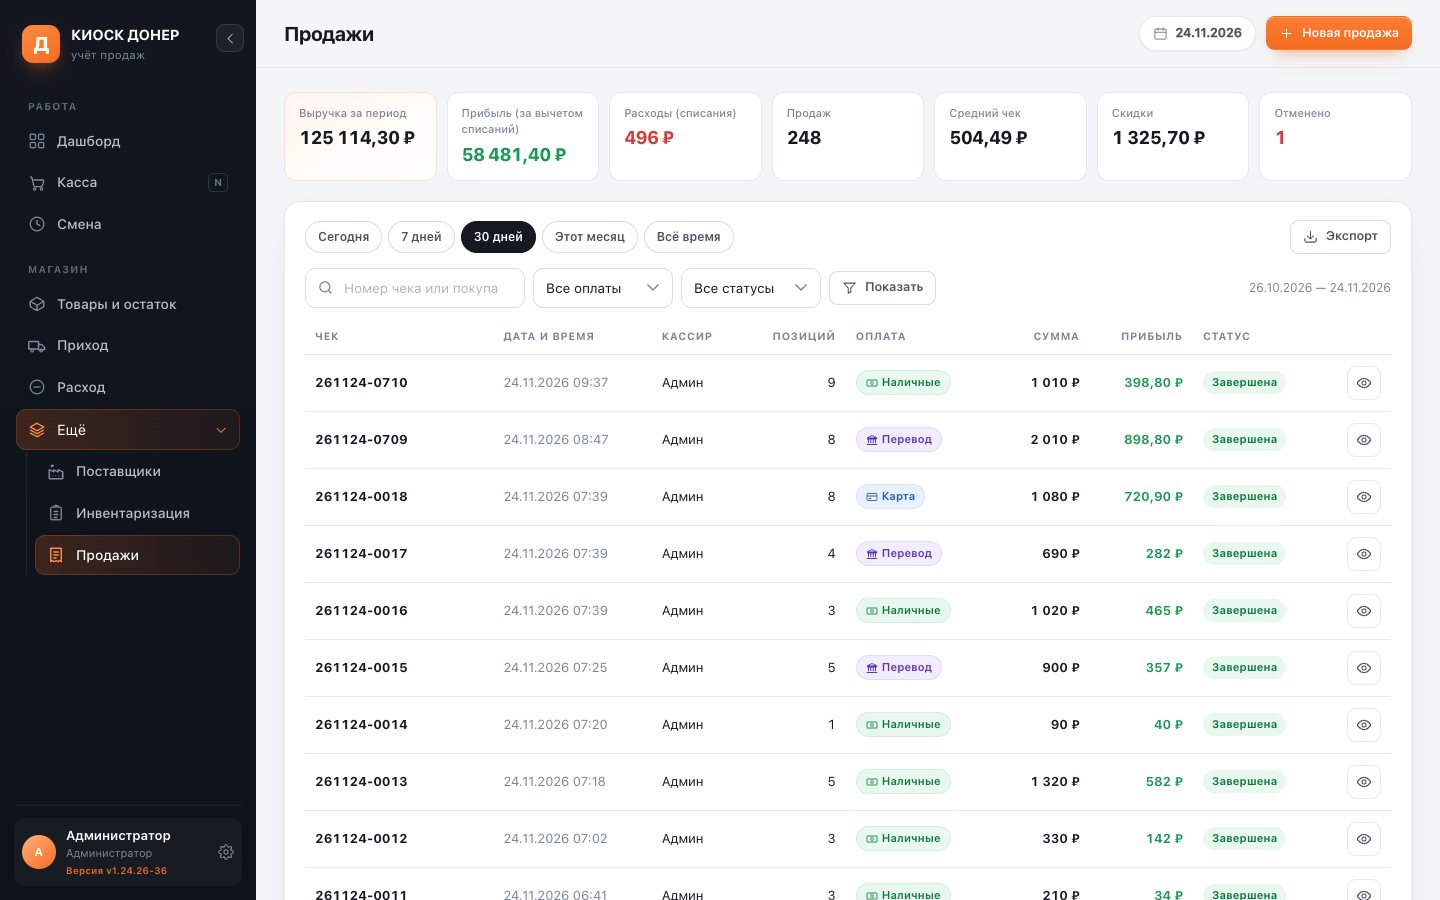 Д
КИОСК ДОНЕР
учёт продаж
РАБОТА
Дашборд
Касса N
Смена
МАГАЗИН
Товары и остаток
Приход
Расход
Ещё
Поставщики
Инвентаризация
Продажи
А
Администратор
Администратор
Версия v1.24.26-36
Продажи
24.11.2026
Новая продажа
Выручка за период
125 114,30 ₽
Прибыль (за вычетом
списаний)
58 481,40 ₽
Расходы (списания)
496 ₽
Продаж
248
Средний чек
504,49 ₽
Скидки
1 325,70 ₽
Отменено
1
Сегодня 7 дней 30 дней Этот месяц Всё время
Экспорт
Номер чека или покупа Все оплаты Все статусы Показать 26.10.2026 — 24.11.2026
ЧЕК ДАТА И ВРЕМЯ КАССИР ПОЗИЦИЙ ОПЛАТА СУММА ПРИБЫЛЬ СТАТУС
261124-0710 24.11.2026 09:37 Админ 9 Наличные 1 010 ₽ 398,80 ₽ Завершена
261124-0709 24.11.2026 08:47 Админ 8 Перевод 2 010 ₽ 898,80 ₽ Завершена
261124-0018 24.11.2026 07:39 Админ 8 Карта 1 080 ₽ 720,90 ₽ Завершена
261124-0017 24.11.2026 07:39 Админ 4 Перевод 690 ₽ 282 ₽ Завершена
261124-0016 24.11.2026 07:39 Админ 3 Наличные 1 020 ₽ 465 ₽ Завершена
261124-0015 24.11.2026 07:25 Админ 5 Перевод 900 ₽ 357 ₽ Завершена
261124-0014 24.11.2026 07:20 Админ 1 Наличные 90 ₽ 40 ₽ Завершена
261124-0013 24.11.2026 07:18 Админ 5 Наличные 1 320 ₽ 582 ₽ Завершена
261124-0012 24.11.2026 07:02 Админ 3 Наличные 330 ₽ 142 ₽ Завершена
261124-0011 24.11.2026 06:41 Админ 3 Наличные 210 ₽ 34 ₽ Завершена